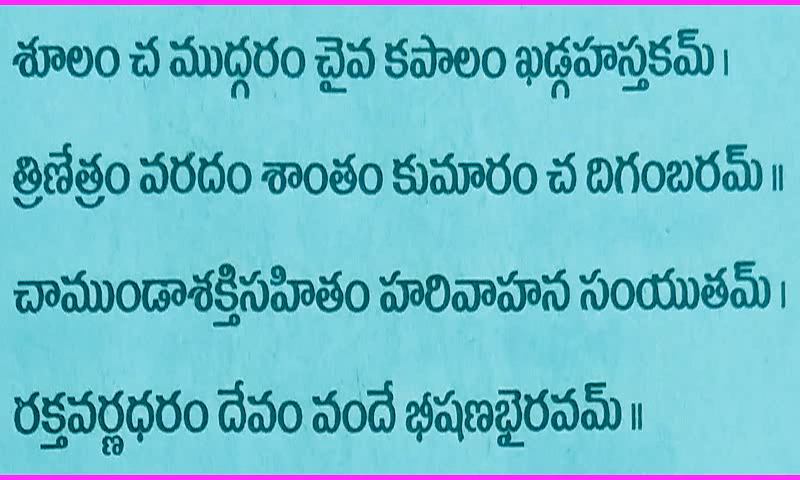 శూలం చ ముద్గరం చైవ కపాలం ఖడ్గహస్తకమ్ ।
త్రిణేత్రం వరదం శాంతం కుమారం చ దిగంబరమ్ ॥
చాముండాశక్తిసహితం హరివాహన సంయుతమ్ ।
రక్తవర్ణధరం దేవం వందే భీషణభైరవమ్ ॥